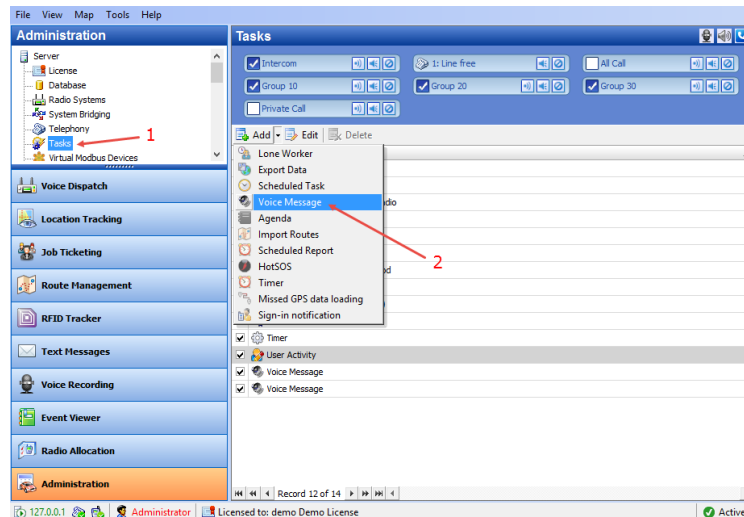 File View Map Tools Help
Administration
Server
License
Database
Radio Systems
System Bridging
Telephony
Tasks
Virtual Modbus Devices
1
Voice Dispatch
Location Tracking
Job Ticketing
Route Management
RFID Tracker
Text Messages
Voice Recording
Event Viewer
Radio Allocation
Administration
Tasks
Intercom
1: Line free
All Call
Group 10
Group 20
Group 30
Private Call
Add Edit Delete
Lone Worker
Export Data
Scheduled Task
Voice Message
Agenda
Import Routes
Scheduled Report
HotSOS
Timer
Missed GPS data loading
Sign-in notification
2
Timer
User Activity
Voice Message
Voice Message
Record 12 of 14
127.0.0.1 Administrator Licensed to: demo Demo License Active